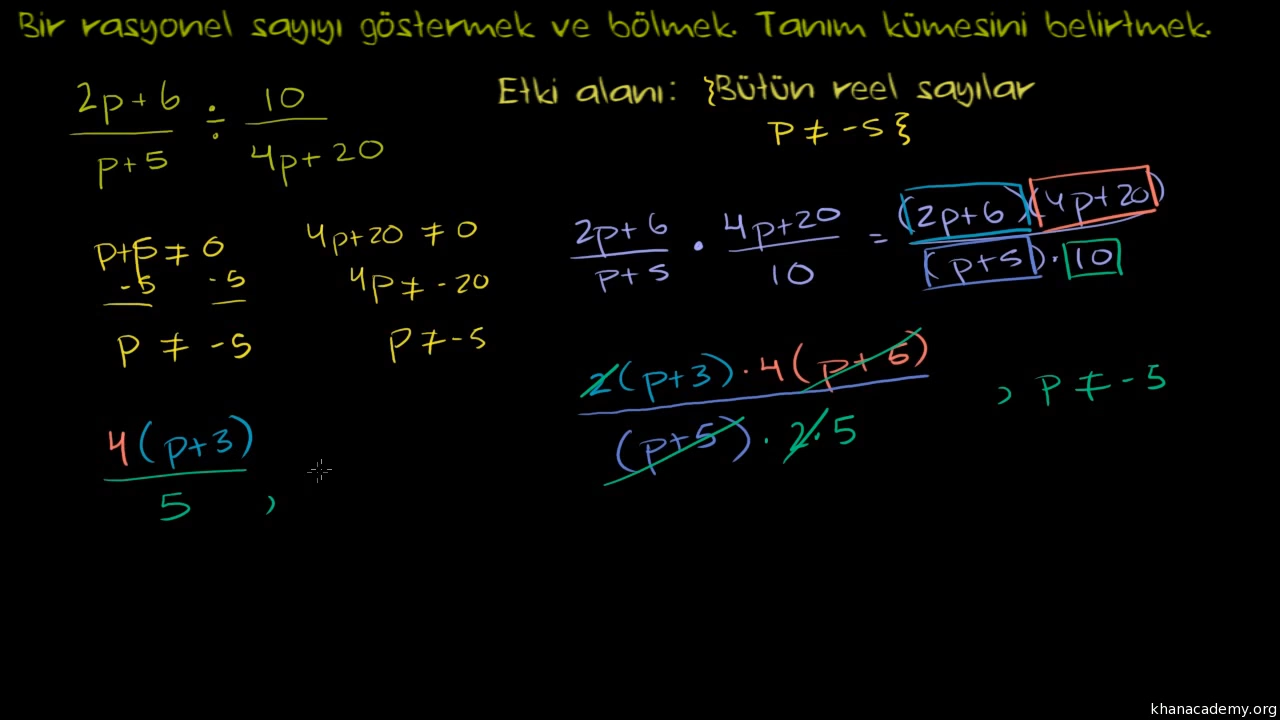 Bir rasyonel sayıyı göstermek ve bölmek. Tanım kümesini belirtmek.
2p+6 / p+5 ÷ 10 / 4p+20
Etki alanı: {Bütün reel sayılar
p ≠ -5}
p+5 ≠ 0
-5 -5
p ≠ -5
4p+20 ≠ 0
4p ≠ -20
p ≠ -5
2p+6 / p+5 · 4p+20 / 10 = (2p+6)(4p+20) / (p+5)·10
2(p+3)·4(p+5) / (p+5)·2·5 , p ≠ -5
4(p+3) / 5 ,
khanacademy.org